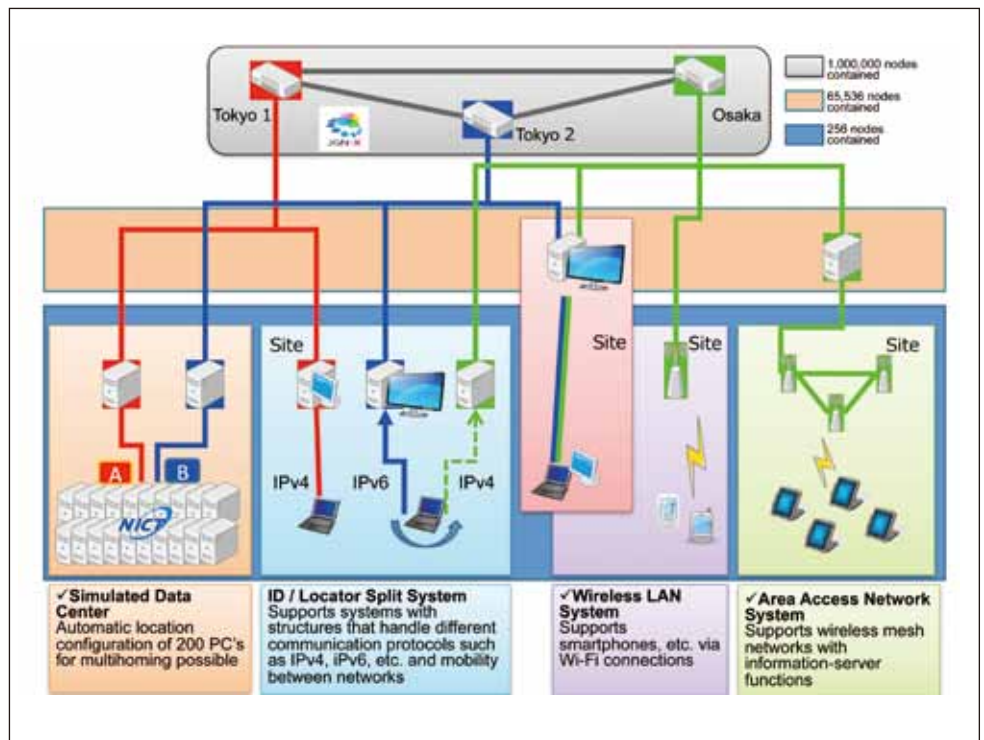 1,000,000 nodes
contained
65,536 nodes
contained
256 nodes
contained
Tokyo 1
Tokyo 2
Osaka
JGN-X
Site
Site
Site
Site
A
B
NICT
IPv4
IPv6
IPv4
✓Simulated Data
Center
Automatic location
configuration of 200 PC's
for multihoming possible
ID / Locator Split System
Supports systems with
structures that handle different
communication protocols such
as IPv4, iPv6, etc. and mobility
between networks
✓Wireless LAN
System
Supports
smartphones, etc. via
Wi-Fi connections
✓Area Access Network
System
Supports wireless mesh
networks with
information-server
functions